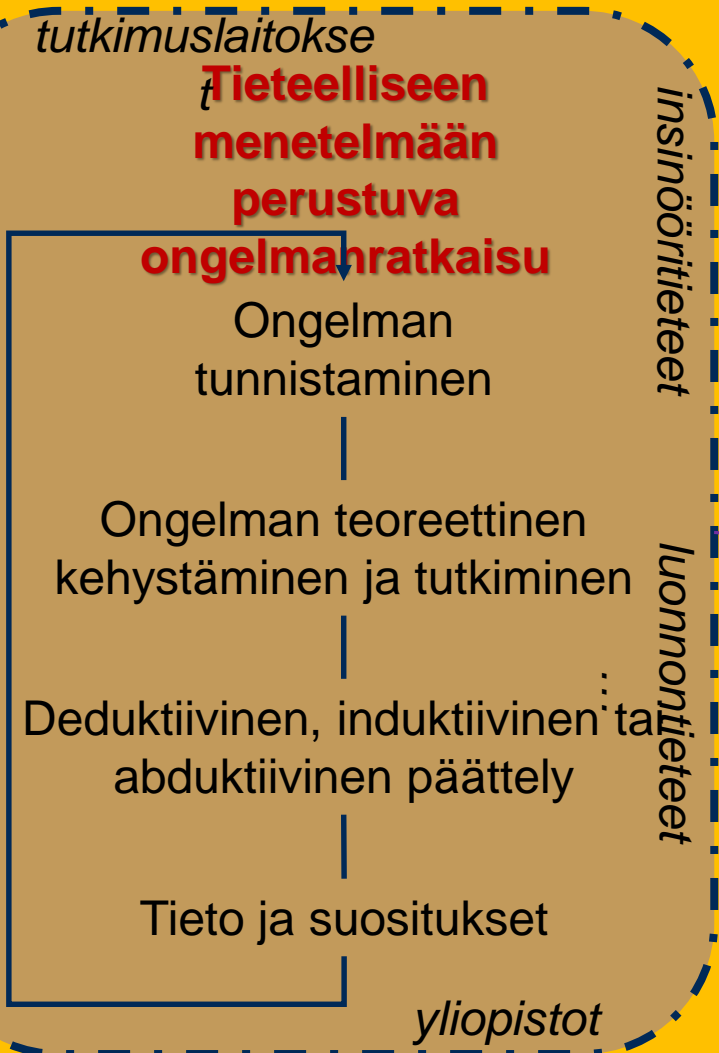 tutkimuslaitokse
t
Tieteelliseen
menetelmään
perustuva
ongelmanratkaisu
insinööritieteet
Ongelman
tunnistaminen
Ongelman teoreettinen
kehystäminen ja tutkiminen
luonnontieteet
…
Deduktiivinen, induktiivinen tai
abduktiivinen päättely
Tieto ja suositukset
yliopistot